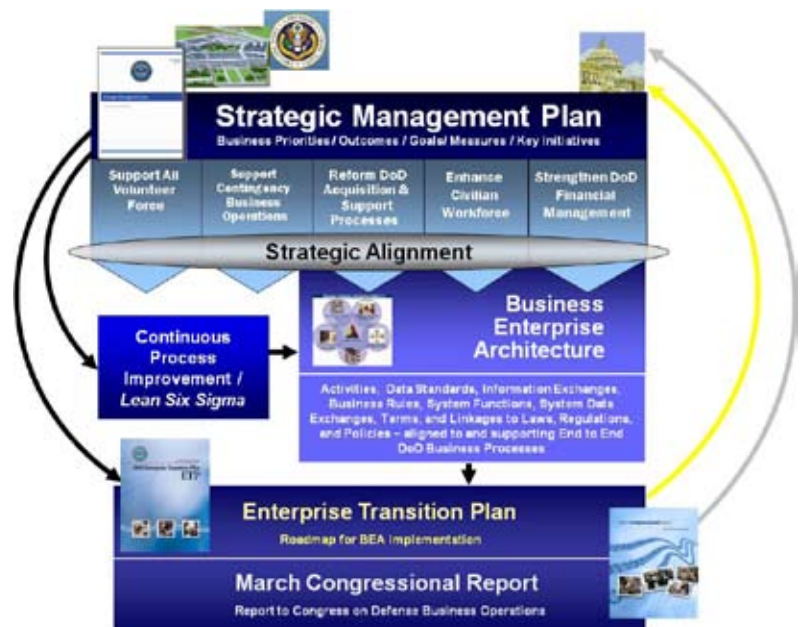 Strategic Management Plan
Business Priorities / Outcomes / Goals/ Measures / Key Initiatives
Support All
Volunteer
Force
Support
Contingency
Business
Operations
Reform DoD
Acquisition &
Support
Processes
Enhance
Civilian
Workforce
Strengthen DoD
Financial
Management
Strategic Alignment
Continuous
Process
Improvement /
Lean Six Sigma
Business
Enterprise
Architecture
Activities, Data Standards, Information Exchanges,
Business Rules, System Functions, System Data
Exchanges, Terms, and Linkages to Laws, Regulations,
and Policies – aligned to and supporting End to End
DoD Business Processes
Enterprise Transition Plan
ETP
Enterprise Transition Plan
Roadmap for BEA Implementation
March Congressional Report
Report to Congress on Defense Business Operations